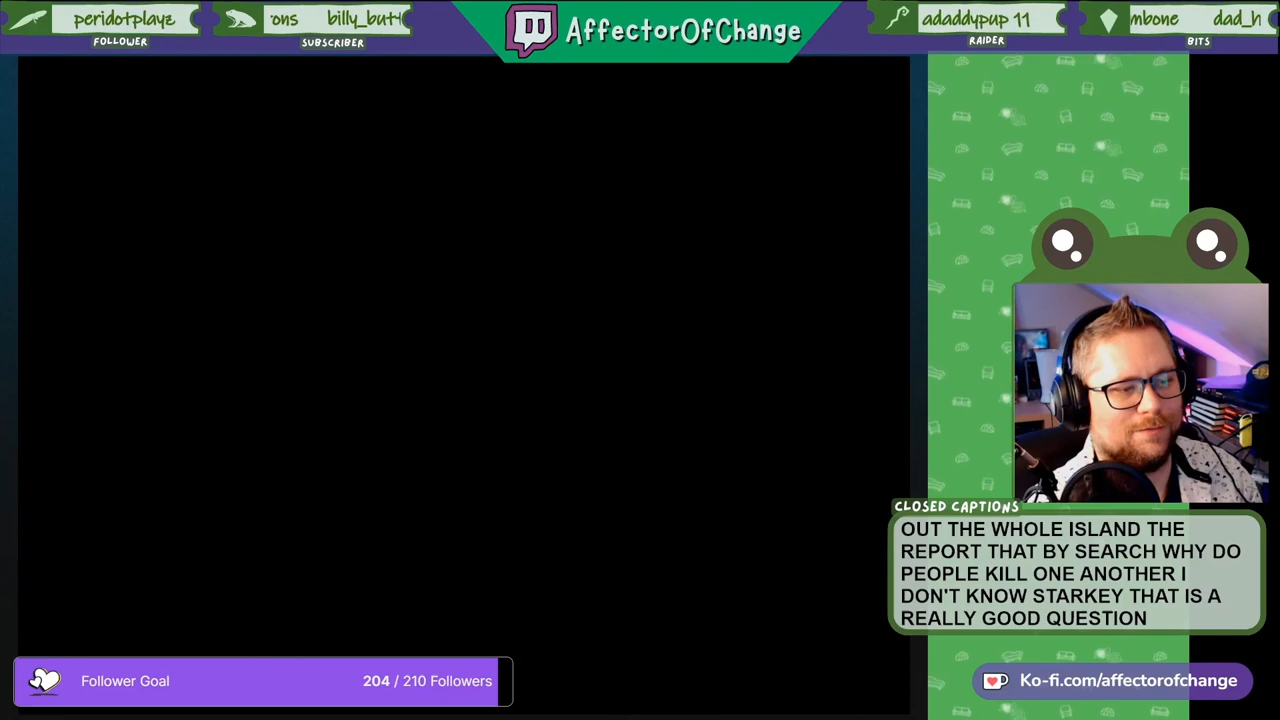 peridotplayz
FOLLOWER
ons billy_butt
SUBSCRIBER
AffectorOfChange
adaddypup 11
RAIDER
mbone dad_h
BITS
CLOSED CAPTIONS
OUT THE WHOLE ISLAND THE
REPORT THAT BY SEARCH WHY DO
PEOPLE KILL ONE ANOTHER I
DON'T KNOW STARKEY THAT IS A
REALLY GOOD QUESTION
Follower Goal 204 / 210 Followers
Ko-fi.com/affectorofchange